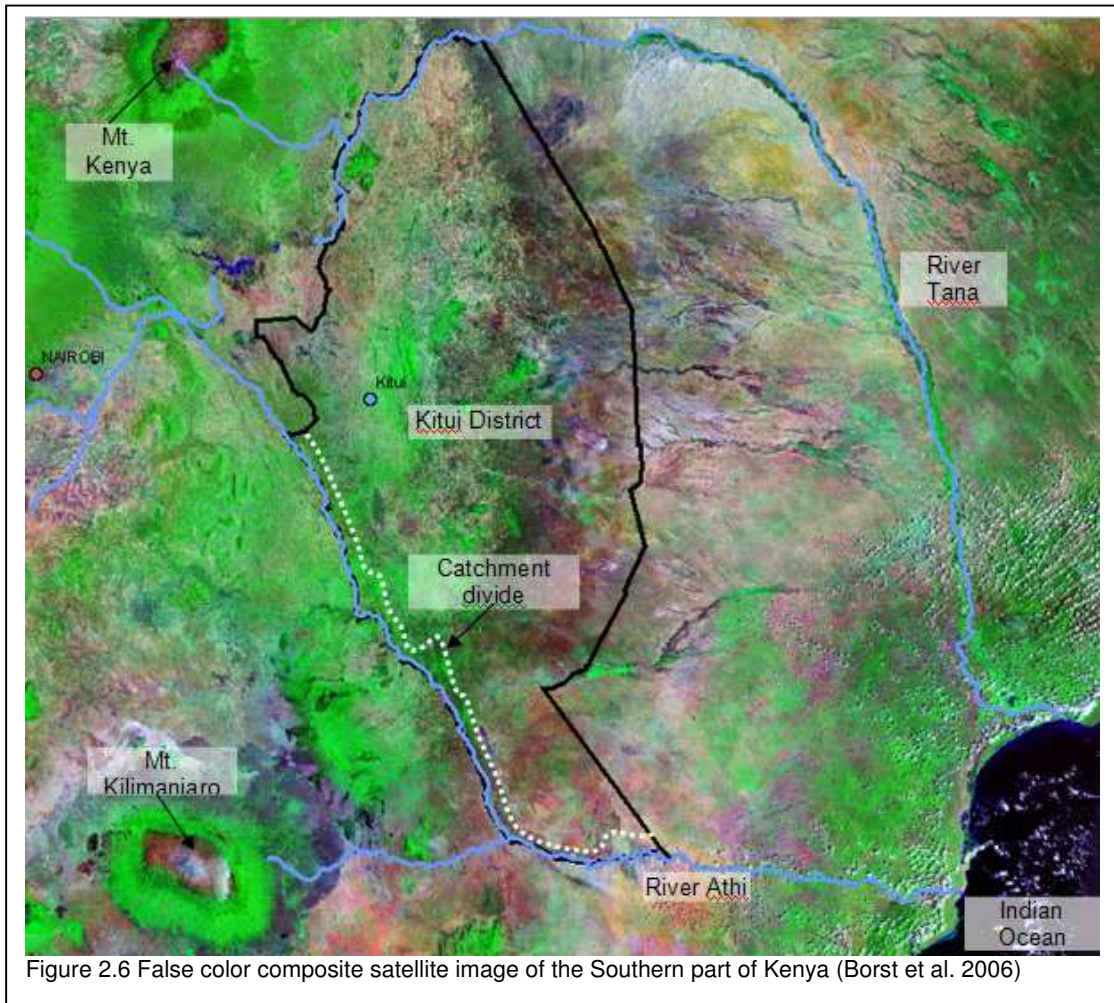 Mt.
Kenya
River
Tana
NAIROBI
Kitui
Kitui District
Catchment
divide
Mt.
Kilimanjaro
River Athi
Indian
Ocean
Figure 2.6 False color composite satellite image of the Southern part of Kenya (Borst et al. 2006)